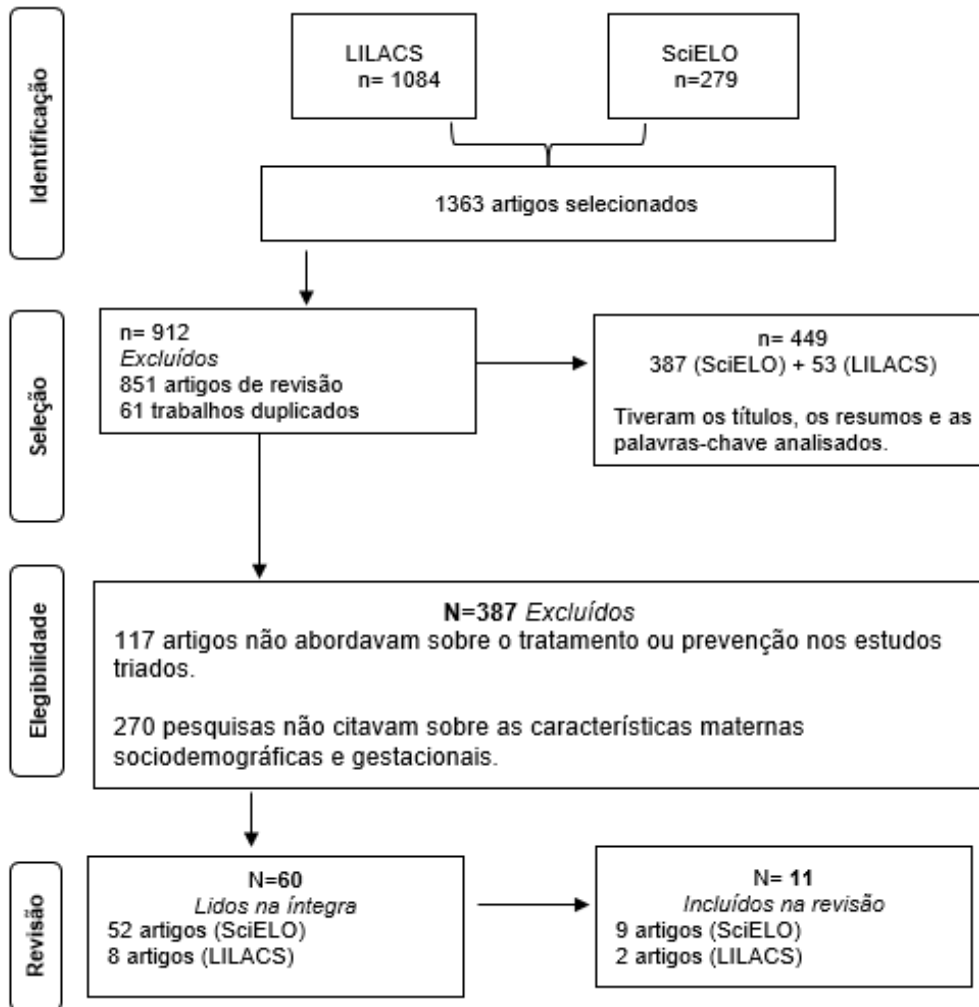 Identificação
LILACS
n= 1084
SciELO
n=279
1363 artigos selecionados
Seleção
n= 912
Excluídos
851 artigos de revisão
61 trabalhos duplicados
n= 449
387 (SciELO) + 53 (LILACS)
Tiveram os títulos, os resumos e as
palavras-chave analisados.
Elegibilidade
N=387 Excluídos
117 artigos não abordavam sobre o tratamento ou prevenção nos estudos
triados.
270 pesquisas não citavam sobre as características maternas
sociodemográficas e gestacionais.
Revisão
N=60
Lidos na íntegra
52 artigos (SciELO)
8 artigos (LILACS)
N= 11
Incluídos na revisão
9 artigos (SciELO)
2 artigos (LILACS)